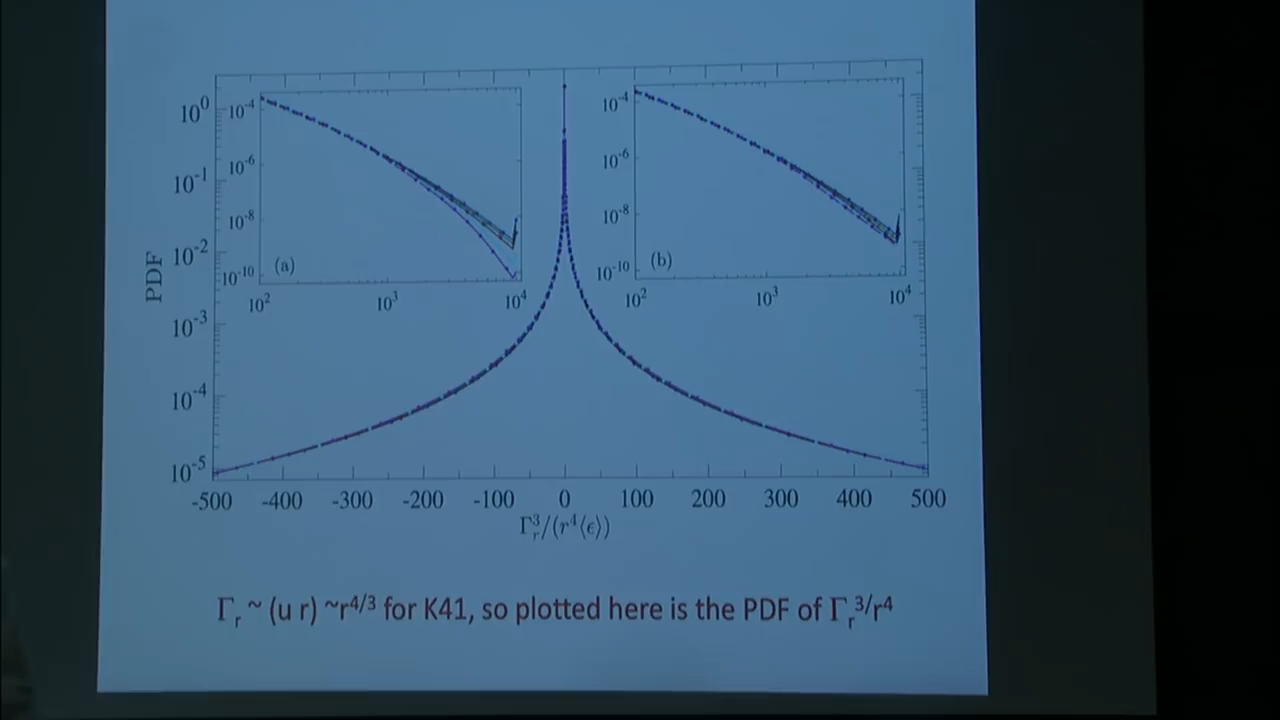 10^0
10^-1
10^-2
10^-3
10^-4
10^-5
PDF
10^-4
10^-6
10^-8
10^-10
(a)
10^2 10^3 10^4
10^-4
10^-6
10^-8
10^-10
(b)
10^2 10^3 10^4
-500 -400 -300 -200 -100 0 100 200 300 400 500
Γ_r^3/(r^4⟨ϵ⟩)
Γ_r ~ (u r) ~r^4/3 for K41, so plotted here is the PDF of Γ_r^3/r^4